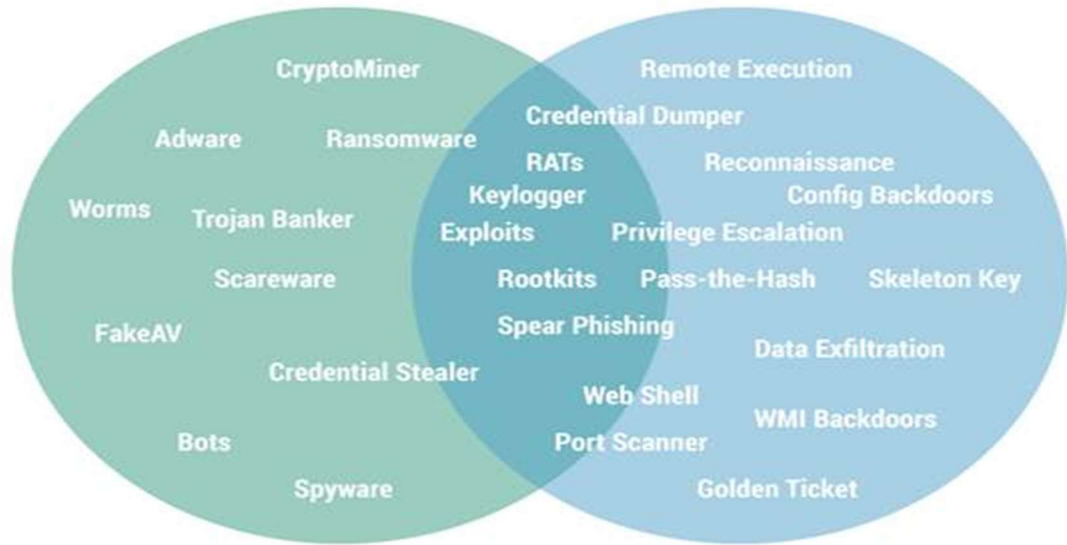 CryptoMiner
Remote Execution
Credential Dumper
Adware
Ransomware
RATs
Reconnaissance
Keylogger
Config Backdoors
Worms
Trojan Banker
Exploits
Privilege Escalation
Scareware
Rootkits
Pass-the-Hash
Skeleton Key
Spear Phishing
FakeAV
Data Exfiltration
Credential Stealer
Web Shell
WMI Backdoors
Bots
Port Scanner
Spyware
Golden Ticket